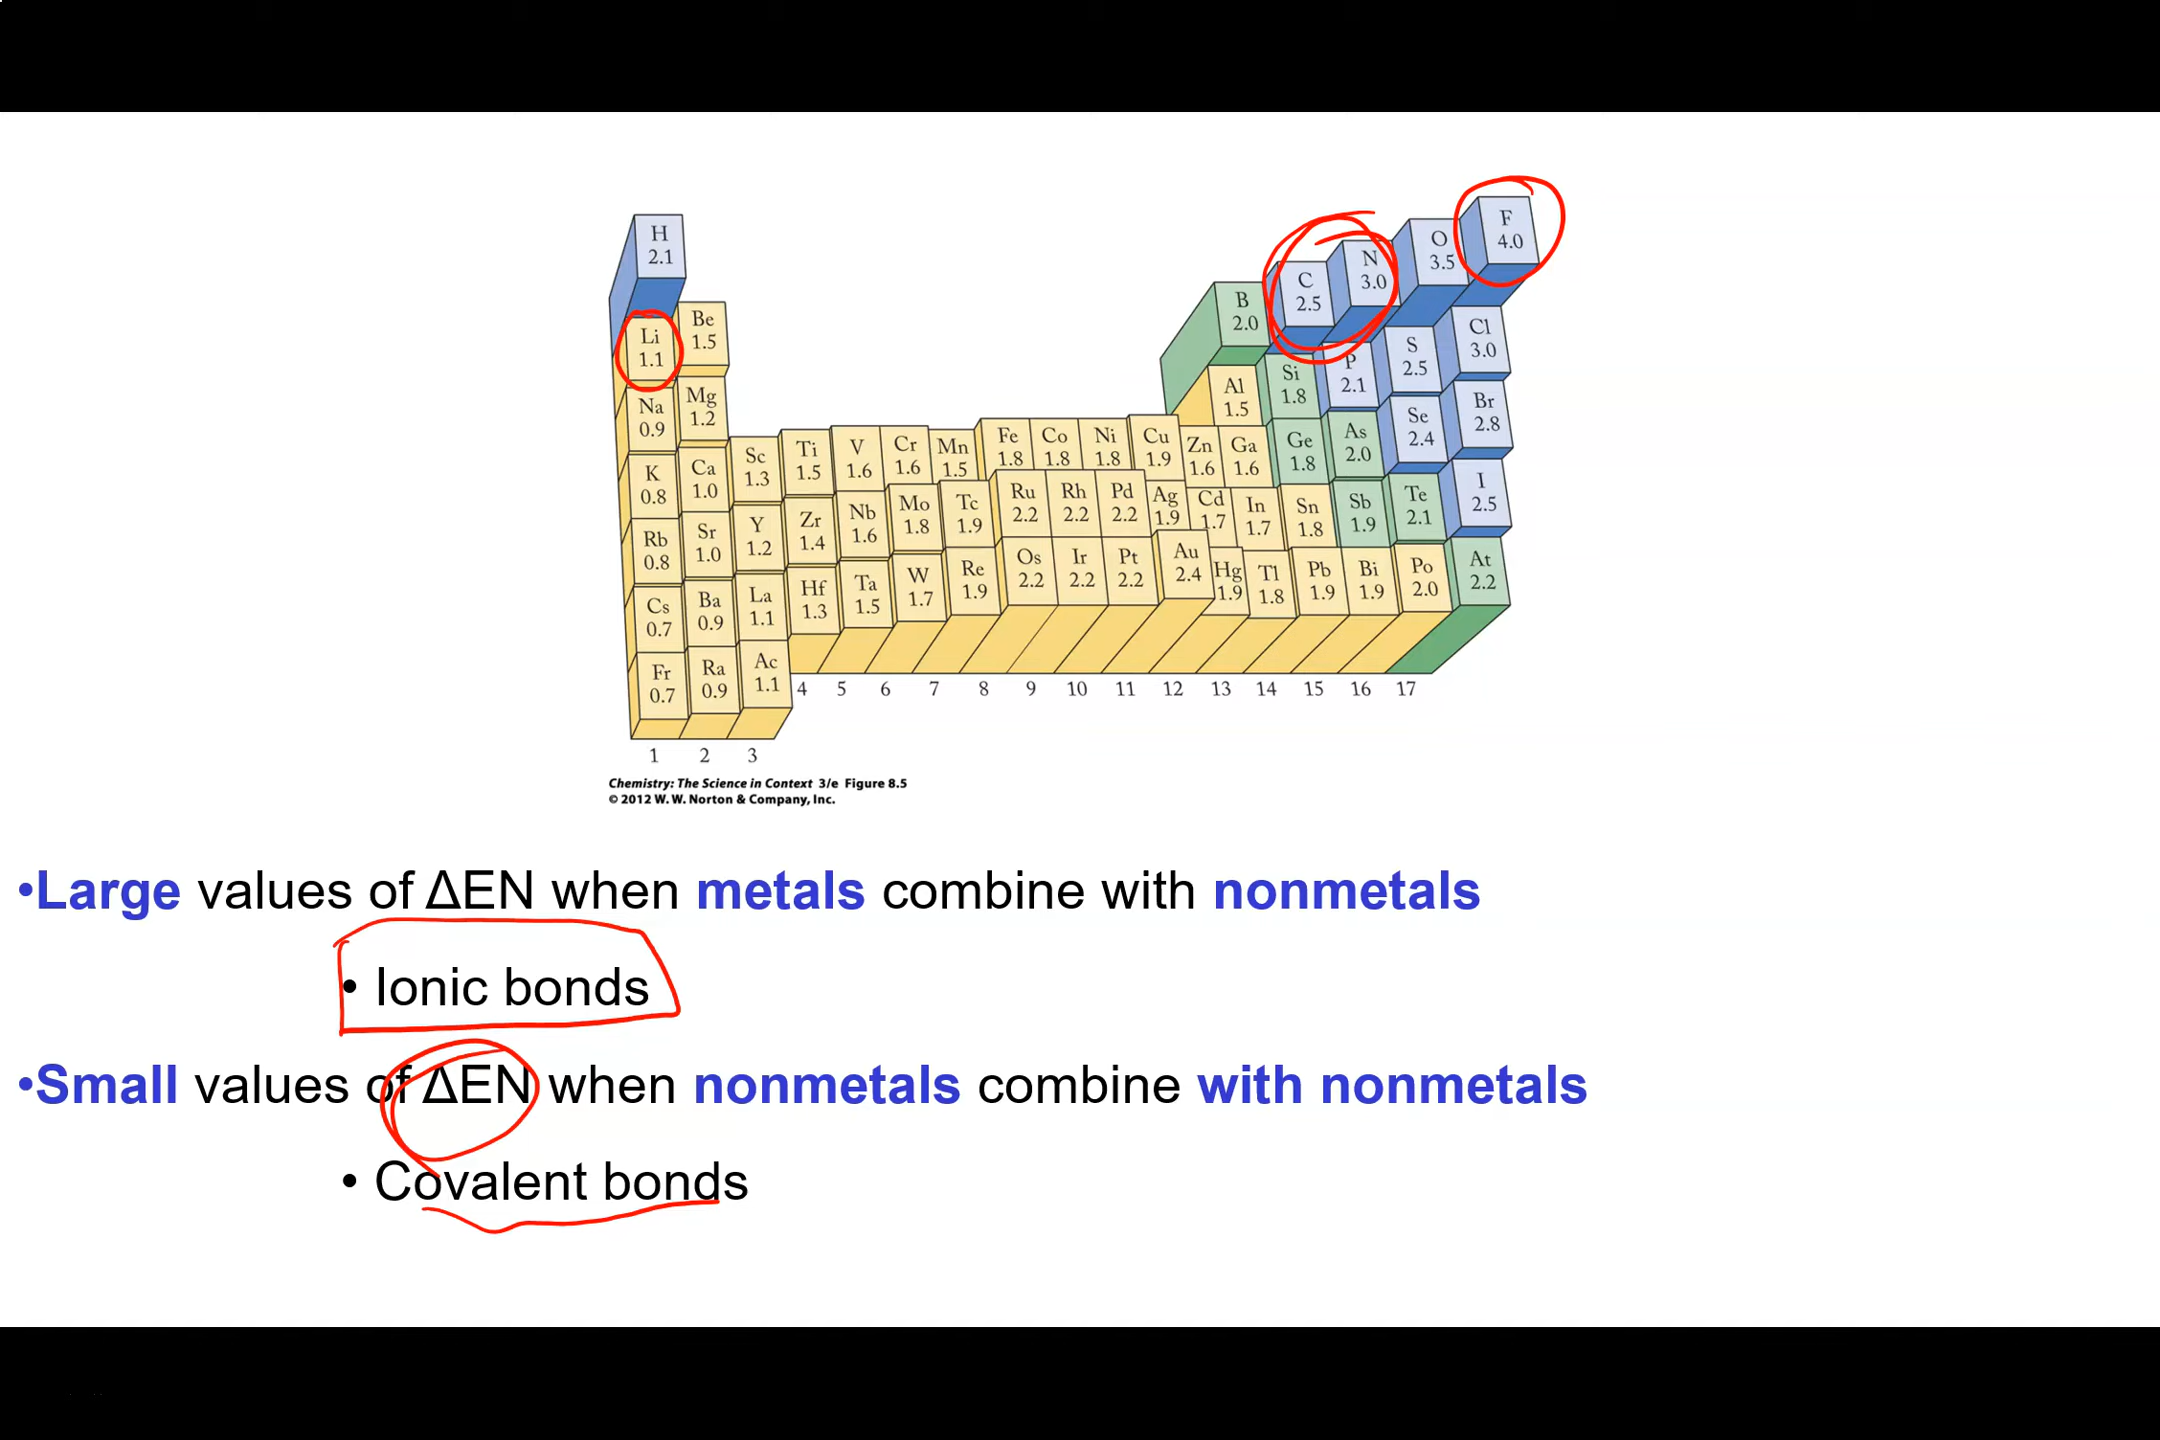 H 2.1
F 4.0
O 3.5
N 3.0
C 2.5
B 2.0
Li 1.1
Be 1.5
Cl 3.0
S 2.5
P 2.1
Si 1.8
Al 1.5
Na 0.9
Mg 1.2
Br 2.8
Se 2.4
As 2.0
Ge 1.8
Ga 1.6
Zn 1.6
Cu 1.9
Ni 1.8
Co 1.8
Fe 1.8
Mn 1.5
Cr 1.6
V 1.6
Ti 1.5
Sc 1.3
Ca 1.0
K 0.8
Rb 0.8
Sr 1.0
Y 1.2
Zr 1.4
Nb 1.6
Mo 1.8
Tc 1.9
Ru 2.2
Rh 2.2
Pd 2.2
Ag 1.9
Cd 1.7
In 1.7
Sn 1.8
Sb 1.9
Te 2.1
I 2.5
Cs 0.7
Ba 0.9
La 1.1
Hf 1.3
Ta 1.5
W 1.7
Re 1.9
Os 2.2
Ir 2.2
Pt 2.2
Au 2.4
Hg 1.9
Tl 1.8
Pb 1.9
Bi 1.9
Po 2.0
At 2.2
Fr 0.7
Ra 0.9
Ac 1.1
4 5 6 7 8 9 10 11 12 13 14 15 16 17
1 2 3
Chemistry: The Science in Context 3/e Figure 8.5
© 2012 W. W. Norton & Company, Inc.
•Large values of ΔEN when metals combine with nonmetals
• Ionic bonds
•Small values of ΔEN when nonmetals combine with nonmetals
• Covalent bonds